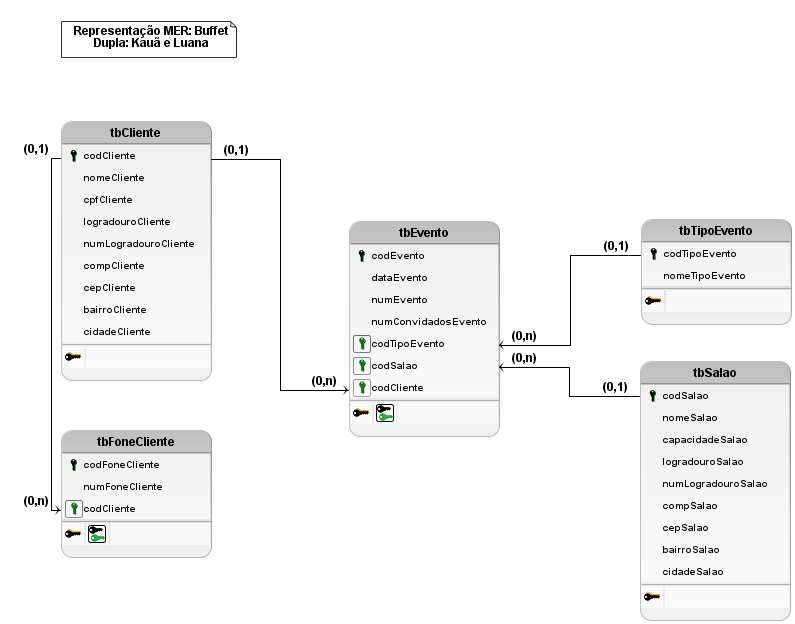 Representação MER: Buffet
Dupla: Kauã e Luana
tbCliente
(0,1)
(0,1)
codCliente
nomeCliente
cpfCliente
logradouroCliente
numLogradouroCliente
compCliente
cepCliente
bairroCliente
cidadeCliente
tbFoneCliente
codFoneCliente
numFoneCliente
(0,n)
codCliente
tbEvento
codEvento
dataEvento
numEvento
numConvidadosEvento
codTipoEvento
(0,n)
codSalao
(0,n)
(0,n)
codCliente
tbTipoEvento
(0,1)
codTipoEvento
nomeTipoEvento
tbSalao
(0,1)
codSalao
nomeSalao
capacidadeSalao
logradouroSalao
numLogradouroSalao
compSalao
cepSalao
bairroSalao
cidadeSalao